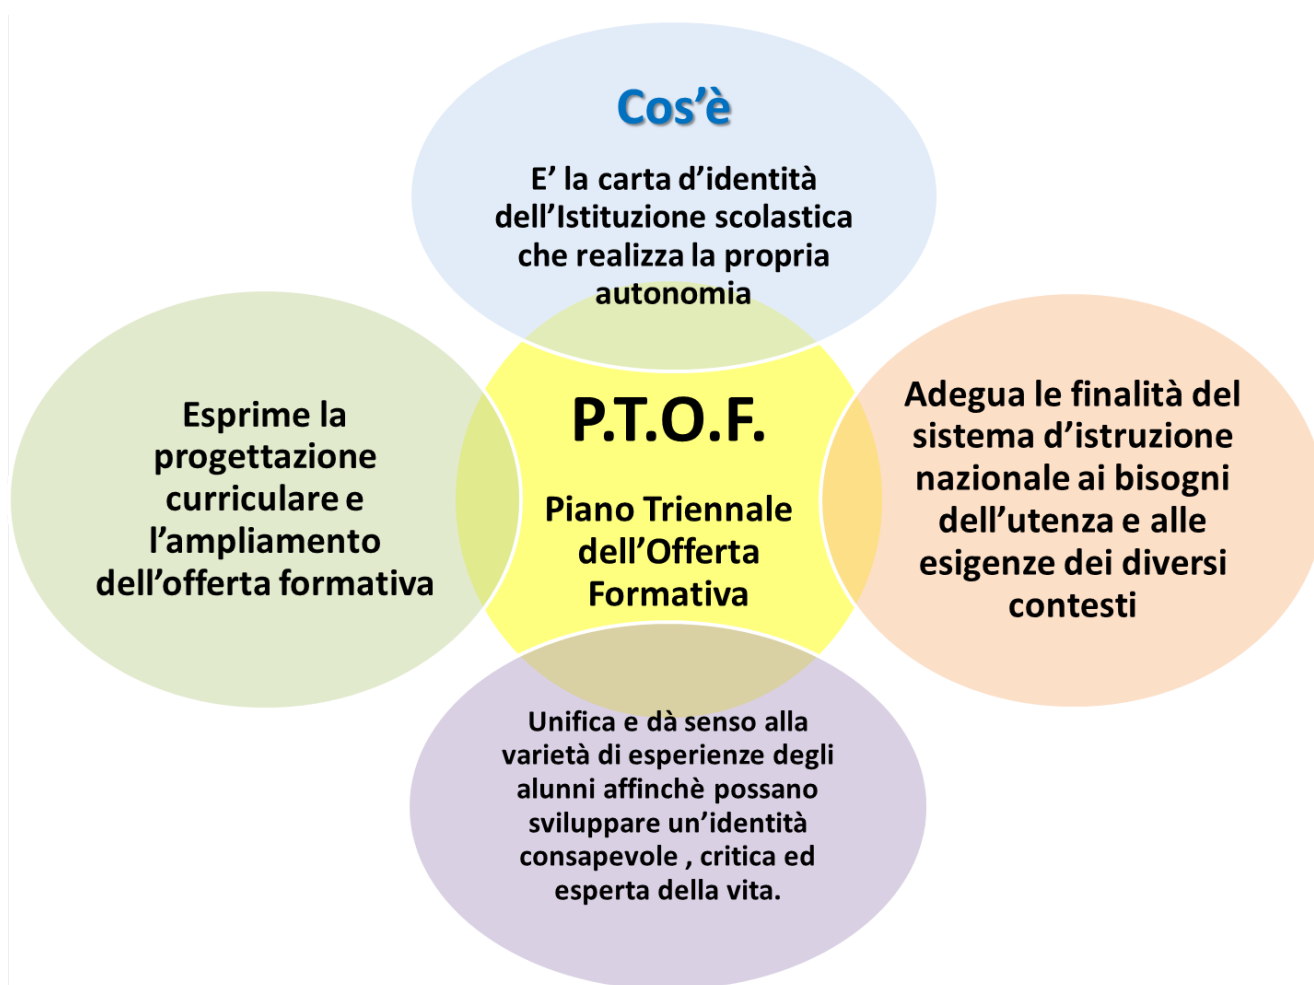 Cos’è
E’ la carta d’identità
dell’Istituzione scolastica
che realizza la propria
autonomia
Esprime la
progettazione
curriculare e
l’ampliamento
dell’offerta formativa
P.T.O.F.
Piano Triennale
dell’Offerta
Formativa
Adegua le finalità del
sistema d’istruzione
nazionale ai bisogni
dell’utenza e alle
esigenze dei diversi
contesti
Unifica e dà senso alla
varietà di esperienze degli
alunni affinchè possano
sviluppare un’identità
consapevole , critica ed
esperta della vita.